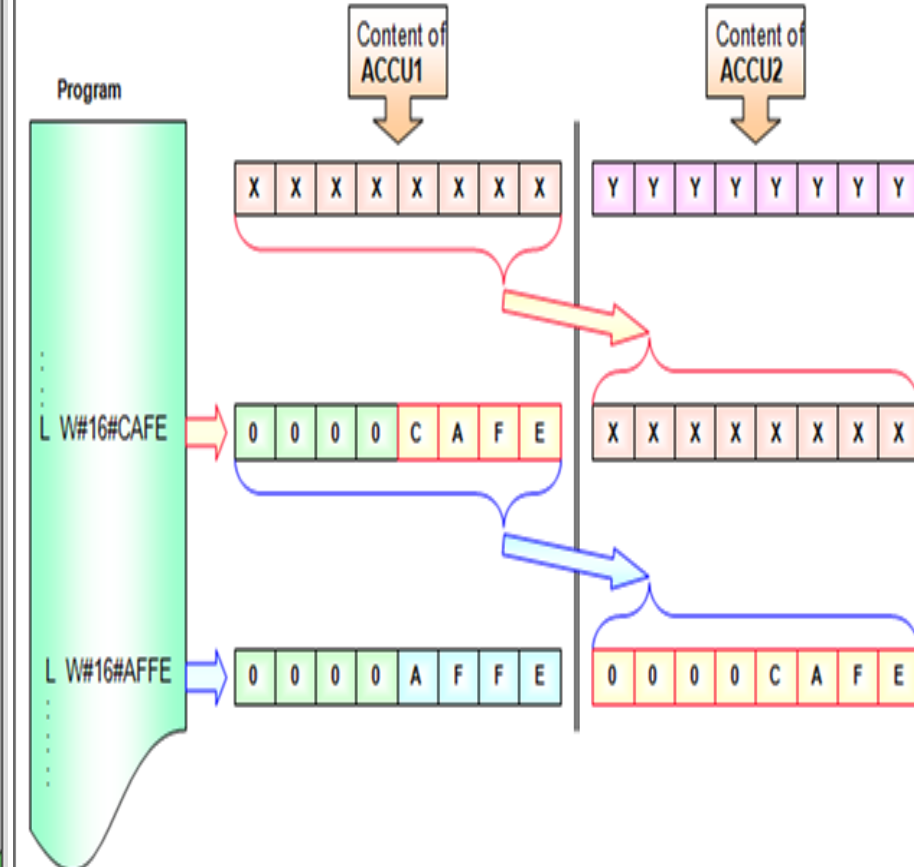 Content of
ACCU1
Content of
ACCU2
Program
X X X X X X X X
Y Y Y Y Y Y Y Y
L W#16#CAFE
0 0 0 0 C A F E
X X X X X X X X
L W#16#AFFE
0 0 0 0 A F F E
0 0 0 0 C A F E